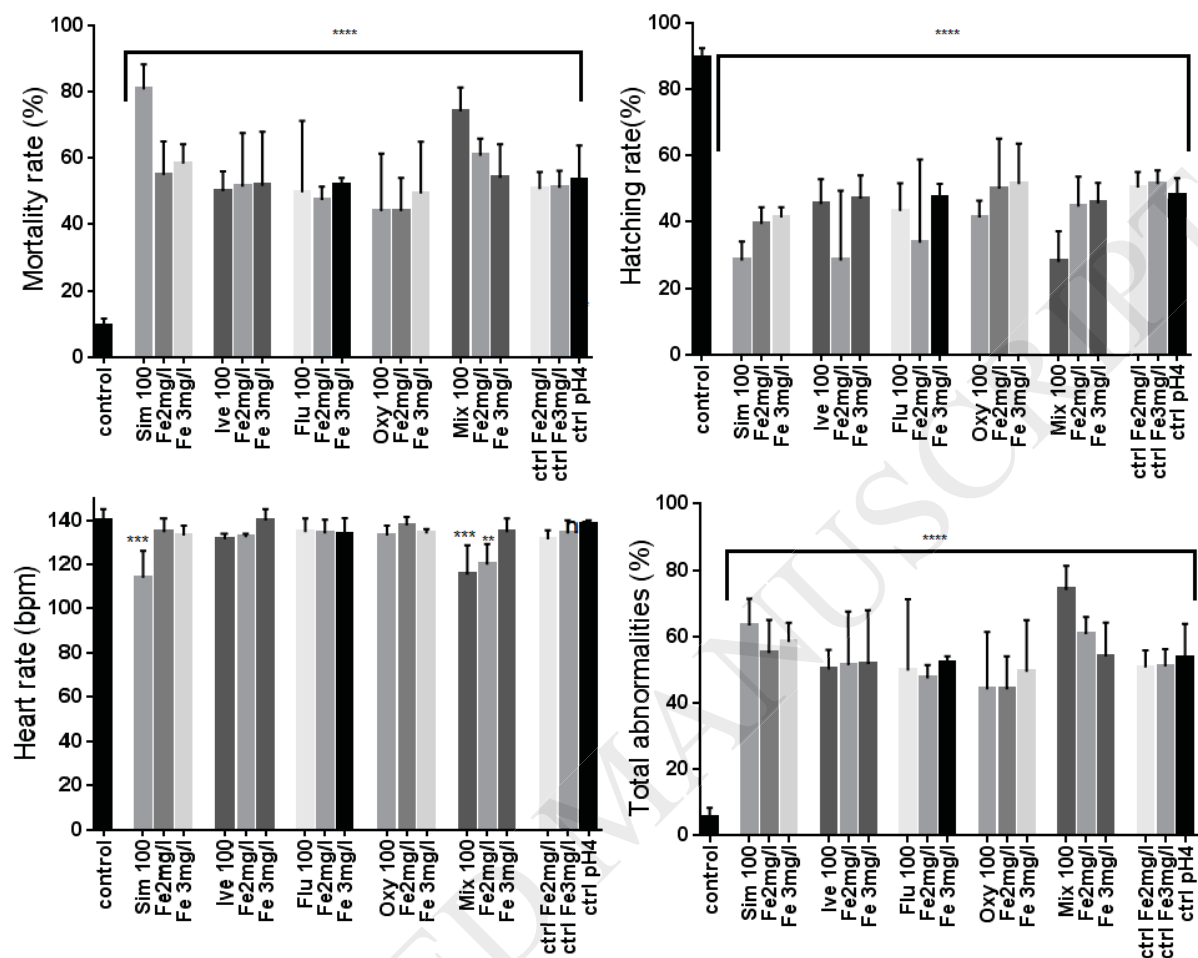 Mortality rate (%)
100
80
60
40
20
0
****
control
Sim 100
Fe2mg/l
Fe 3mg/l
Ive 100
Fe2mg/l
Fe 3mg/l
Flu 100
Fe2mg/l
Fe 3mg/l
Oxy 100
Fe2mg/l
Fe 3mg/l
Mix 100
Fe2mg/l
Fe 3mg/l
ctrl Fe2mg/l
ctrl Fe3mg/l
ctrl pH4
Hatching rate(%)
100
80
60
40
20
0
****
control
Sim 100
Fe2mg/l
Fe 3mg/l
Ive 100
Fe2mg/l
Fe 3mg/l
Flu 100
Fe2mg/l
Fe 3mg/l
Oxy 100
Fe2mg/l
Fe 3mg/l
Mix 100
Fe2mg/l
Fe 3mg/l
ctrl Fe2mg/l
ctrl Fe3mg/l
ctrl pH4
Heart rate (bpm)
140
120
100
80
60
40
20
0
***
***
**
control
Sim 100
Fe2mg/l
Fe 3mg/l
Ive 100
Fe2mg/l
Fe 3mg/l
Flu 100
Fe2mg/l
Fe 3mg/l
Oxy 100
Fe2mg/l
Fe 3mg/l
Mix 100
Fe2mg/l
Fe 3mg/l
ctrl Fe2mg/l
ctrl Fe3mg/l
ctrl pH4
Total abnormalities (%)
100
80
60
40
20
0
****
control
Sim 100
Fe2mg/l
Fe 3mg/l
Ive 100
Fe2mg/l
Fe 3mg/l
Flu 100
Fe2mg/l
Fe 3mg/l
Oxy 100
Fe2mg/l
Fe 3mg/l
Mix 100
Fe2mg/l
Fe 3mg/l
ctrl Fe2mg/l
ctrl Fe3mg/l
ctrl pH4
ED MANUSCRIPT